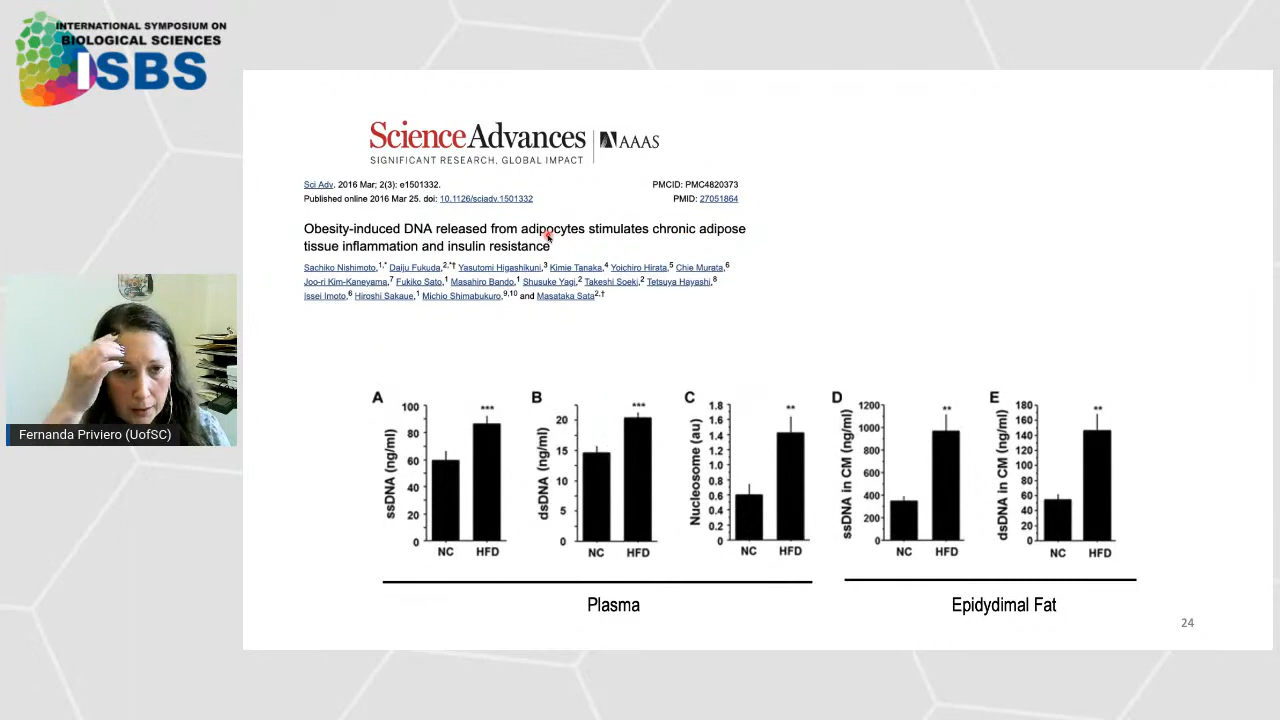 INTERNATIONAL SYMPOSIUM ON
BIOLOGICAL SCIENCES
ISBS
ScienceAdvances AAAS
SIGNIFICANT RESEARCH, GLOBAL IMPACT
Sci Adv. 2016 Mar; 2(3): e1501332. PMCID: PMC4820373
Published online 2016 Mar 25. doi: 10.1126/sciadv.1501332 PMID: 27051864
Obesity-induced DNA released from adipocytes stimulates chronic adipose
tissue inflammation and insulin resistance
Sachiko Nishimoto,1,* Daiju Fukuda,2,*† Yasutomi Higashikuni,3 Kimie Tanaka,4 Yoichiro Hirata,5 Chie Murata,6
Joo-ri Kim-Kaneyama,7 Fukiko Sato,1 Masahiro Bando,1 Shusuke Yagi,2 Takeshi Soeki,2 Tetsuya Hayashi,8
Issei Imoto,6 Hiroshi Sakaue,1 Michio Shimabukuro,9,10 and Masataka Sata2,†
A
ssDNA (ng/ml)
100
80
60
40
20
0
***
NC HFD
B
dsDNA (ng/ml)
20
15
10
5
0
***
NC HFD
C
Nucleosome (au)
1.8
1.6
1.4
1.2
1.0
0.8
0.6
0.4
0.2
0
**
NC HFD
D
ssDNA in CM (ng/ml)
1200
1000
800
600
400
200
0
**
NC HFD
E
dsDNA in CM (ng/ml)
180
160
140
120
100
80
60
40
20
0
**
NC HFD
Plasma
Epidydimal Fat
24
Fernanda Priviero (UofSC)